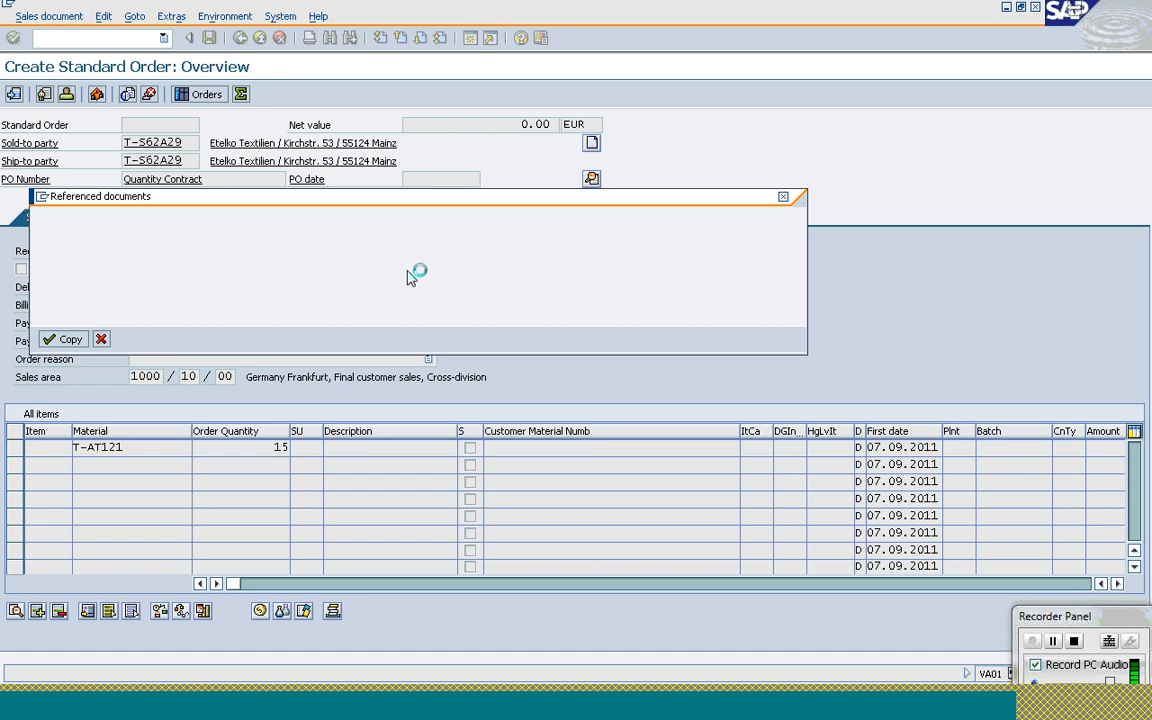 Sales document Edit Goto Extras Environment System Help
SAP
Create Standard Order: Overview
Orders
Standard Order Net value 0.00 EUR
Sold-to party T-S62A29 Etelko Textilien / Kirchstr. 53 / 55124 Mainz
Ship-to party T-S62A29 Etelko Textilien / Kirchstr. 53 / 55124 Mainz
PO Number Quantity Contract PO date
Referenced documents
Copy
Order reason
Sales area 1000 / 10 / 00 Germany Frankfurt, Final customer sales, Cross-division
All items
Item Material Order Quantity SU Description S Customer Material Numb ItCa DGIn... HgLvIt D First date Plnt Batch CnTy Amount
T-AT121 15 D 07.09.2011
D 07.09.2011
D 07.09.2011
D 07.09.2011
D 07.09.2011
D 07.09.2011
D 07.09.2011
D 07.09.2011
Recorder Panel
Record PC Audio
VA01